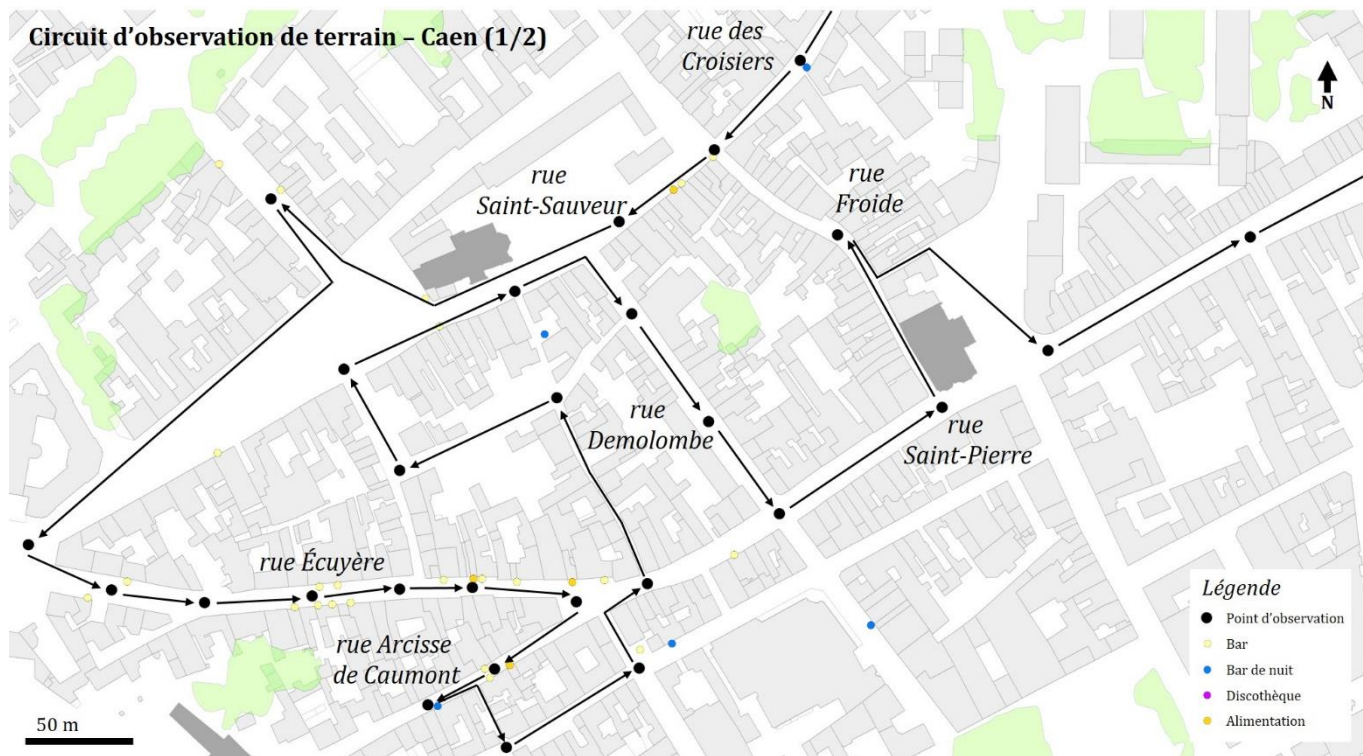 Circuit d’observation de terrain – Caen (1/2)
rue des
Croisiers
N
rue
Saint-Sauveur
rue
Froide
rue
Demolombe
rue
Saint-Pierre
rue Écuyère
rue Arcisse
de Caumont
50 m
Légende
Point d’observation
Bar
Bar de nuit
Discothèque
Alimentation